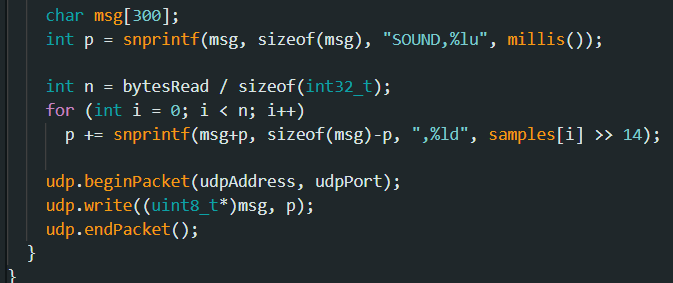 char msg[300];
int p = snprintf(msg, sizeof(msg), "SOUND,%lu", millis());
int n = bytesRead / sizeof(int32_t);
for (int i = 0; i < n; i++)
p += snprintf(msg+p, sizeof(msg)-p, ",%ld", samples[i] >> 14);
udp.beginPacket(udpAddress, udpPort);
udp.write((uint8_t*)msg, p);
udp.endPacket();
}
}